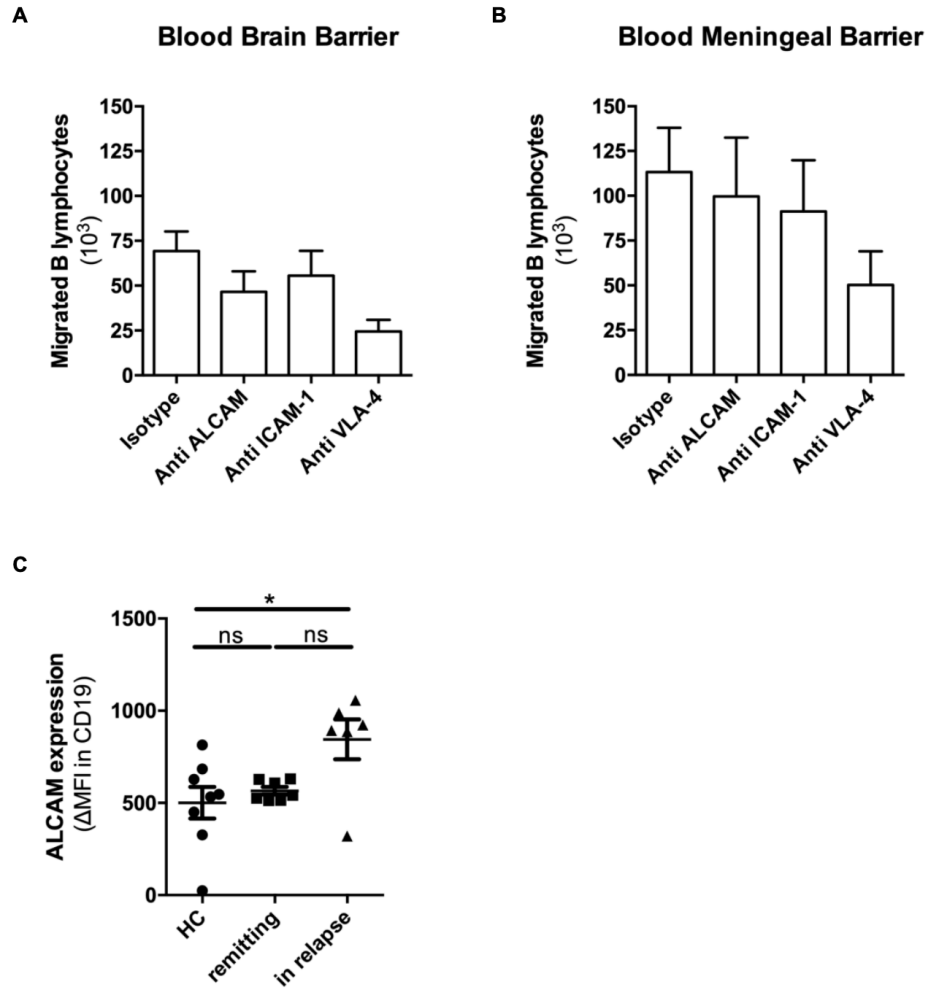 A
Blood Brain Barrier
Migrated B lymphocytes
(10³)
150
125
100
75
50
25
0
Isotype
Anti ALCAM
Anti ICAM-1
Anti VLA-4
B
Blood Meningeal Barrier
Migrated B lymphocytes
(10³)
150
125
100
75
50
25
0
Isotype
Anti ALCAM
Anti ICAM-1
Anti VLA-4
C
ALCAM expression
(ΔMFI in CD19)
1500
1000
500
0
*
ns
ns
HC
remitting
in relapse